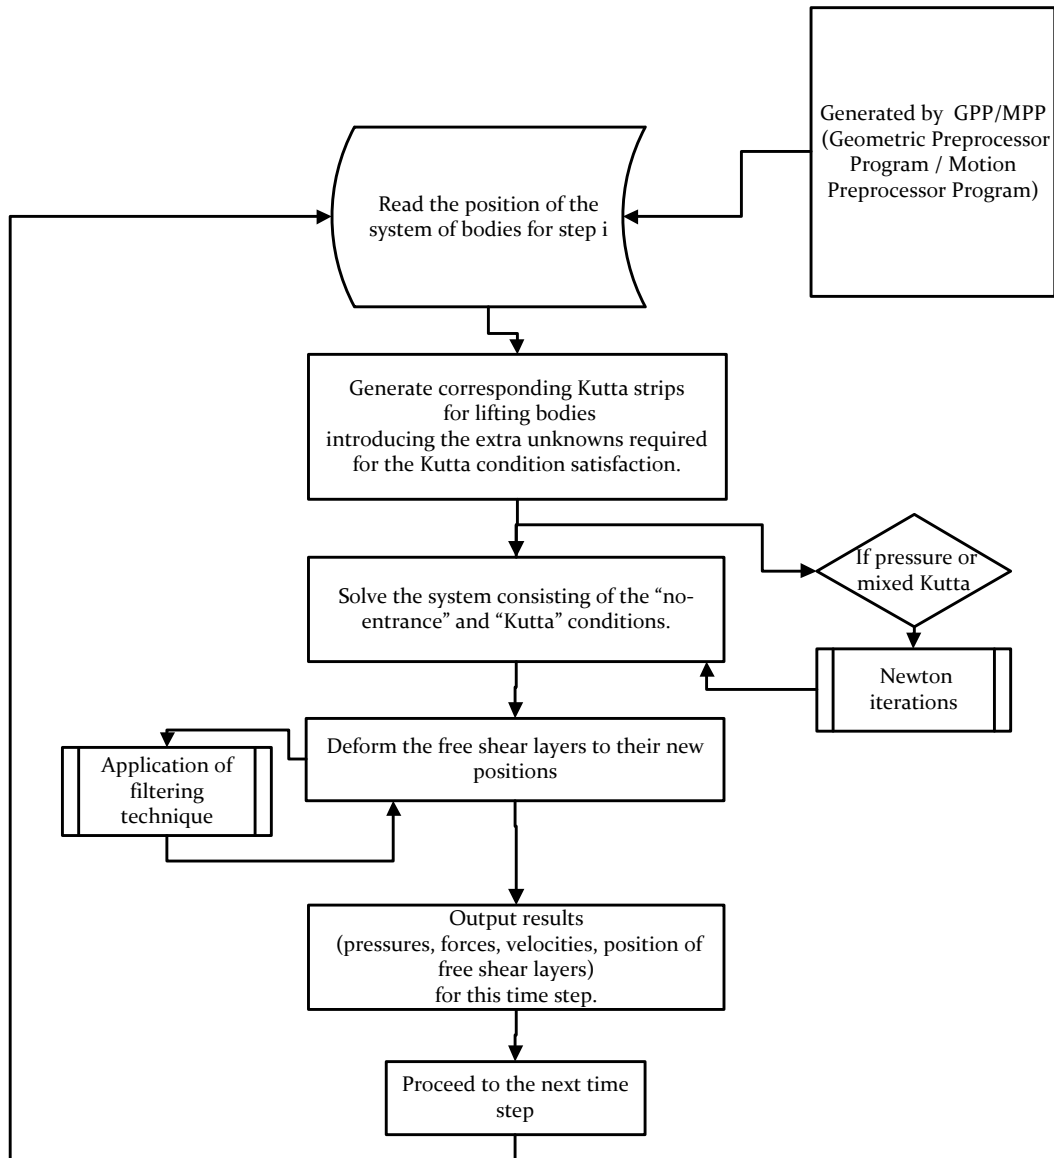 Generated by  GPP/MPP
(Geometric Preprocessor
Program / Motion
Preprocessor Program)
Read the position of the
system of bodies for step i
Generate corresponding Kutta strips
for lifting bodies
introducing the extra unknowns required
for the Kutta condition satisfaction.
If pressure or
mixed Kutta
Solve the system consisting of the “no-
entrance” and “Kutta” conditions.
Newton
iterations
Deform the free shear layers to their new
positions
Application of
filtering
technique
Output results
(pressures, forces, velocities, position of
free shear layers)
for this time step.
Proceed to the next time
step